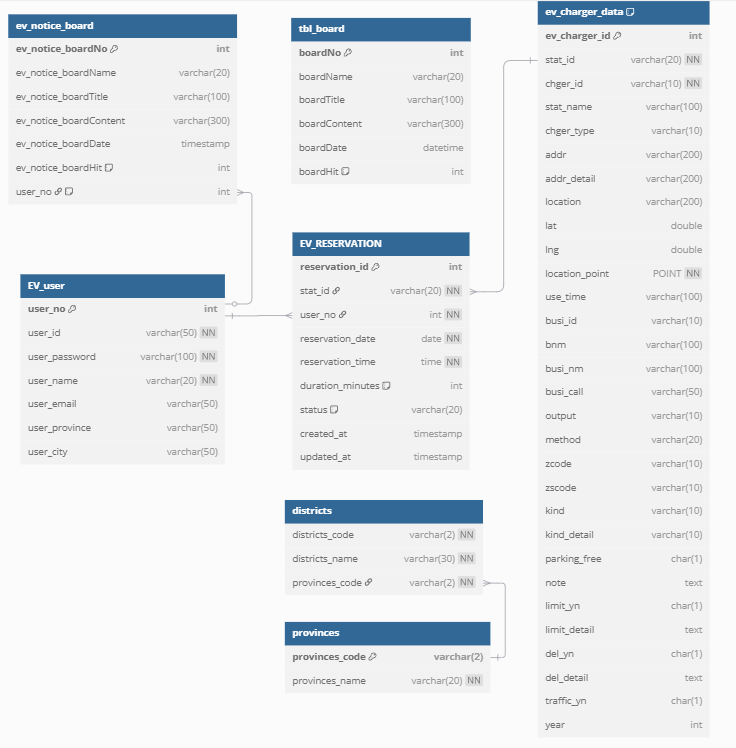 ev_notice_board
ev_notice_boardNo int
ev_notice_boardName varchar(20)
ev_notice_boardTitle varchar(100)
ev_notice_boardContent varchar(300)
ev_notice_boardDate timestamp
ev_notice_boardHit int
user_no int
tbl_board
boardNo int
boardName varchar(20)
boardTitle varchar(100)
boardContent varchar(300)
boardDate datetime
boardHit int
EV_user
user_no int
user_id varchar(50) NN
user_password varchar(100) NN
user_name varchar(20) NN
user_email varchar(50)
user_province varchar(50)
user_city varchar(50)
EV_RESERVATION
reservation_id int
stat_id varchar(20) NN
user_no int NN
reservation_date date NN
reservation_time time NN
duration_minutes int
status varchar(20)
created_at timestamp
updated_at timestamp
districts
districts_code varchar(2) NN
districts_name varchar(30) NN
provinces_code varchar(2) NN
provinces
provinces_code varchar(2)
provinces_name varchar(20) NN
ev_charger_data
ev_charger_id int
stat_id varchar(20) NN
chger_id varchar(10) NN
stat_name varchar(100)
chger_type varchar(10)
addr varchar(200)
addr_detail varchar(200)
location varchar(200)
lat double
lng double
location_point POINT NN
use_time varchar(100)
busi_id varchar(10)
bnm varchar(100)
busi_nm varchar(100)
busi_call varchar(50)
output varchar(10)
method varchar(20)
zcode varchar(10)
zscode varchar(10)
kind varchar(10)
kind_detail varchar(10)
parking_free char(1)
note text
limit_yn char(1)
limit_detail text
del_yn char(1)
del_detail text
traffic_yn char(1)
year int